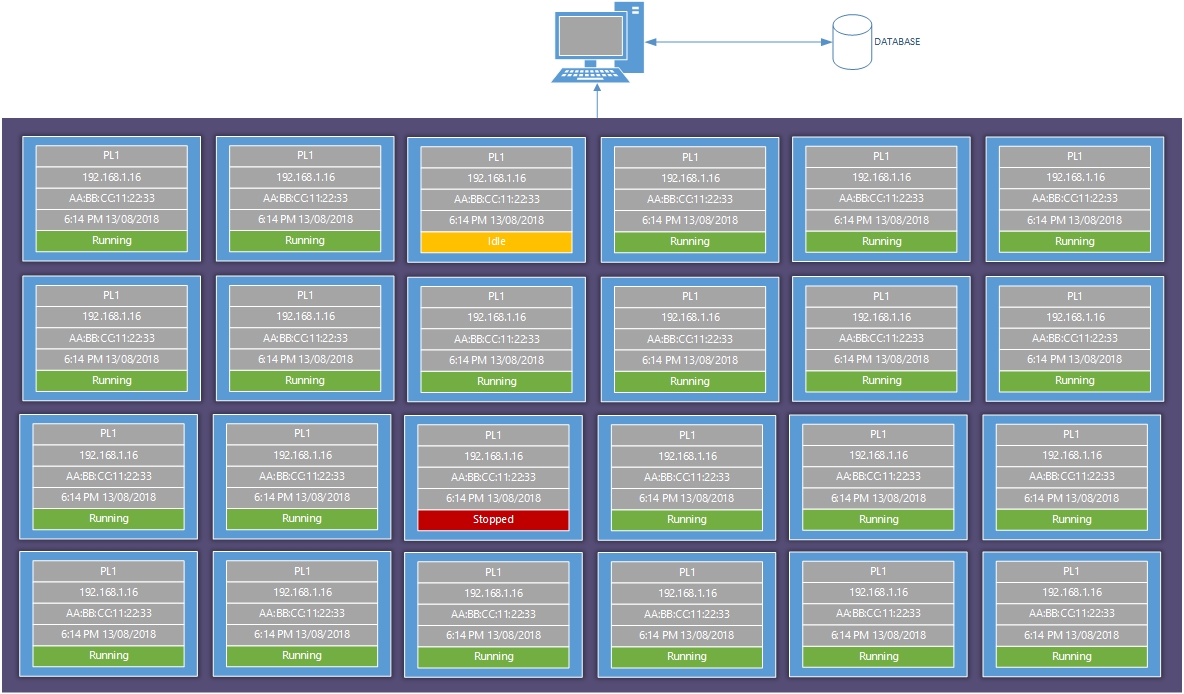 DATABASE
PL1 PL1 PL1 PL1 PL1 PL1
192.168.1.16 192.168.1.16 192.168.1.16 192.168.1.16 192.168.1.16 192.168.1.16
AA:BB:CC:11:22:33 AA:BB:CC:11:22:33 AA:BB:CC:11:22:33 AA:BB:CC:11:22:33 AA:BB:CC:11:22:33 AA:BB:CC:11:22:33
6:14 PM 13/08/2018 6:14 PM 13/08/2018 6:14 PM 13/08/2018 6:14 PM 13/08/2018 6:14 PM 13/08/2018 6:14 PM 13/08/2018
Running Running Idle Running Running Running
PL1 PL1 PL1 PL1 PL1 PL1
192.168.1.16 192.168.1.16 192.168.1.16 192.168.1.16 192.168.1.16 192.168.1.16
AA:BB:CC:11:22:33 AA:BB:CC:11:22:33 AA:BB:CC:11:22:33 AA:BB:CC:11:22:33 AA:BB:CC:11:22:33 AA:BB:CC:11:22:33
6:14 PM 13/08/2018 6:14 PM 13/08/2018 6:14 PM 13/08/2018 6:14 PM 13/08/2018 6:14 PM 13/08/2018 6:14 PM 13/08/2018
Running Running Running Running Running Running
PL1 PL1 PL1 PL1 PL1 PL1
192.168.1.16 192.168.1.16 192.168.1.16 192.168.1.16 192.168.1.16 192.168.1.16
AA:BB:CC:11:22:33 AA:BB:CC:11:22:33 AA:BB:CC:11:22:33 AA:BB:CC:11:22:33 AA:BB:CC:11:22:33 AA:BB:CC:11:22:33
6:14 PM 13/08/2018 6:14 PM 13/08/2018 6:14 PM 13/08/2018 6:14 PM 13/08/2018 6:14 PM 13/08/2018 6:14 PM 13/08/2018
Running Running Stopped Running Running Running
PL1 PL1 PL1 PL1 PL1 PL1
192.168.1.16 192.168.1.16 192.168.1.16 192.168.1.16 192.168.1.16 192.168.1.16
AA:BB:CC:11:22:33 AA:BB:CC:11:22:33 AA:BB:CC:11:22:33 AA:BB:CC:11:22:33 AA:BB:CC:11:22:33 AA:BB:CC:11:22:33
6:14 PM 13/08/2018 6:14 PM 13/08/2018 6:14 PM 13/08/2018 6:14 PM 13/08/2018 6:14 PM 13/08/2018 6:14 PM 13/08/2018
Running Running Running Running Running Running